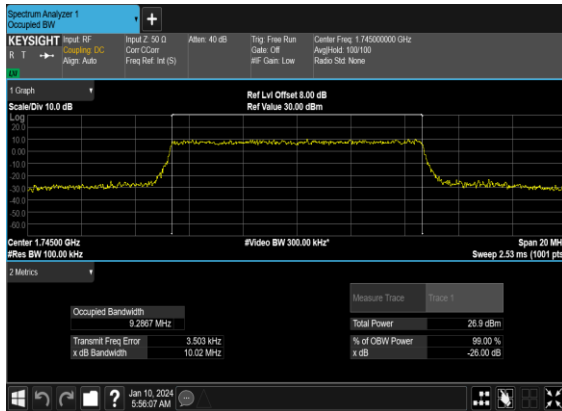 Spectrum Analyzer 1
Occupied BW
+
KEYSIGHT Input: RF Input Z: 50 Ω Atten: 40 dB Trig: Free Run Center Freq: 1.745000000 GHz
R T Coupling: DC Corr CCorr Gate: Off Avg|Hold: 100/100
Align: Auto Freq Ref: Int (S) #IF Gain: Low Radio Std: None
1 Graph
Ref Lvl Offset 8.00 dB
Scale/Div 10.0 dB Ref Value 30.00 dBm
Log
20.0
10.0
0.00
-10.0
-20.0
-30.0
-40.0
-50.0
-60.0
Center 1.74500 GHz #Video BW 300.00 kHz* Span 20 MH
#Res BW 100.00 kHz Sweep 2.53 ms (1001 pts
2 Metrics
Measure Trace Trace 1
Occupied Bandwidth
9.2867 MHz Total Power 26.9 dBm
Transmit Freq Error 3.503 kHz % of OBW Power 99.00 %
x dB Bandwidth 10.02 MHz x dB -26.00 dB
? Jan 10, 2024
5:56:07 AM